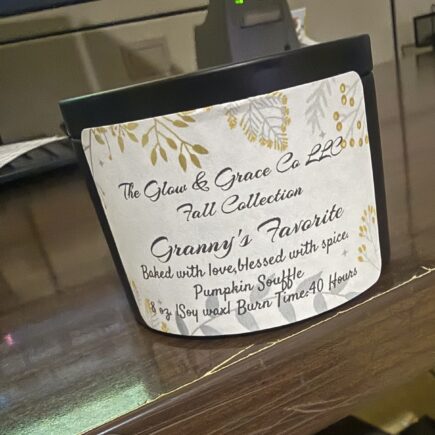 The Glow & Grace Co LLC
Fall Collection
Granny's Favorite
Baked with love, blessed with spice.
Pumpkin Souffle
8 oz |Soy wax| Burn Time:40 Hours